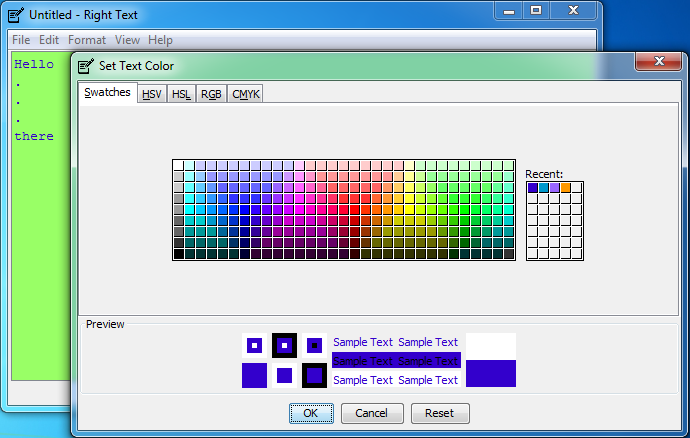 Untitled - Right Text
File Edit Format View Help
Hello
.
.
.
there
Set Text Color
Swatches HSV HSL RGB CMYK
Recent:
Preview
Sample Text Sample Text
Sample Text Sample Text
Sample Text Sample Text
OK Cancel Reset